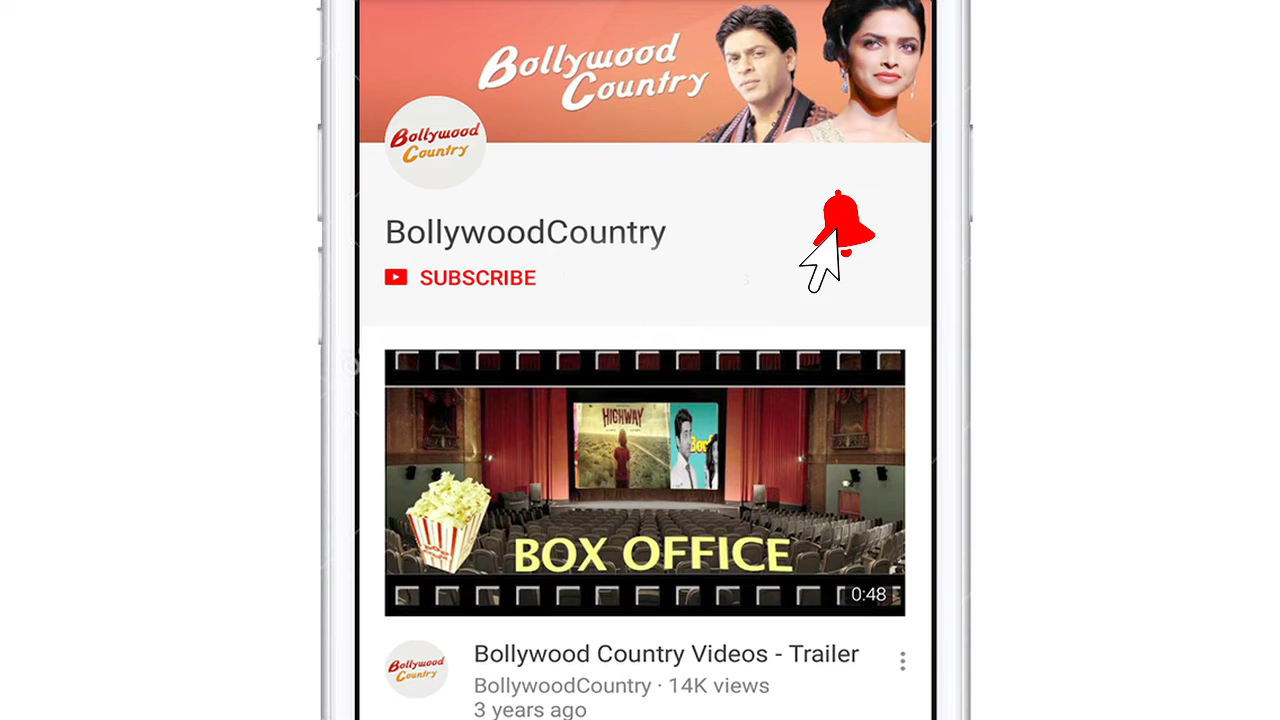 Bollywood
Country
Bollywood
Country
BollywoodCountry
SUBSCRIBE
HIGHWAY
BOX OFFICE
0:48
Bollywood
Country
Bollywood Country Videos - Trailer
BollywoodCountry · 14K views
3 years ago